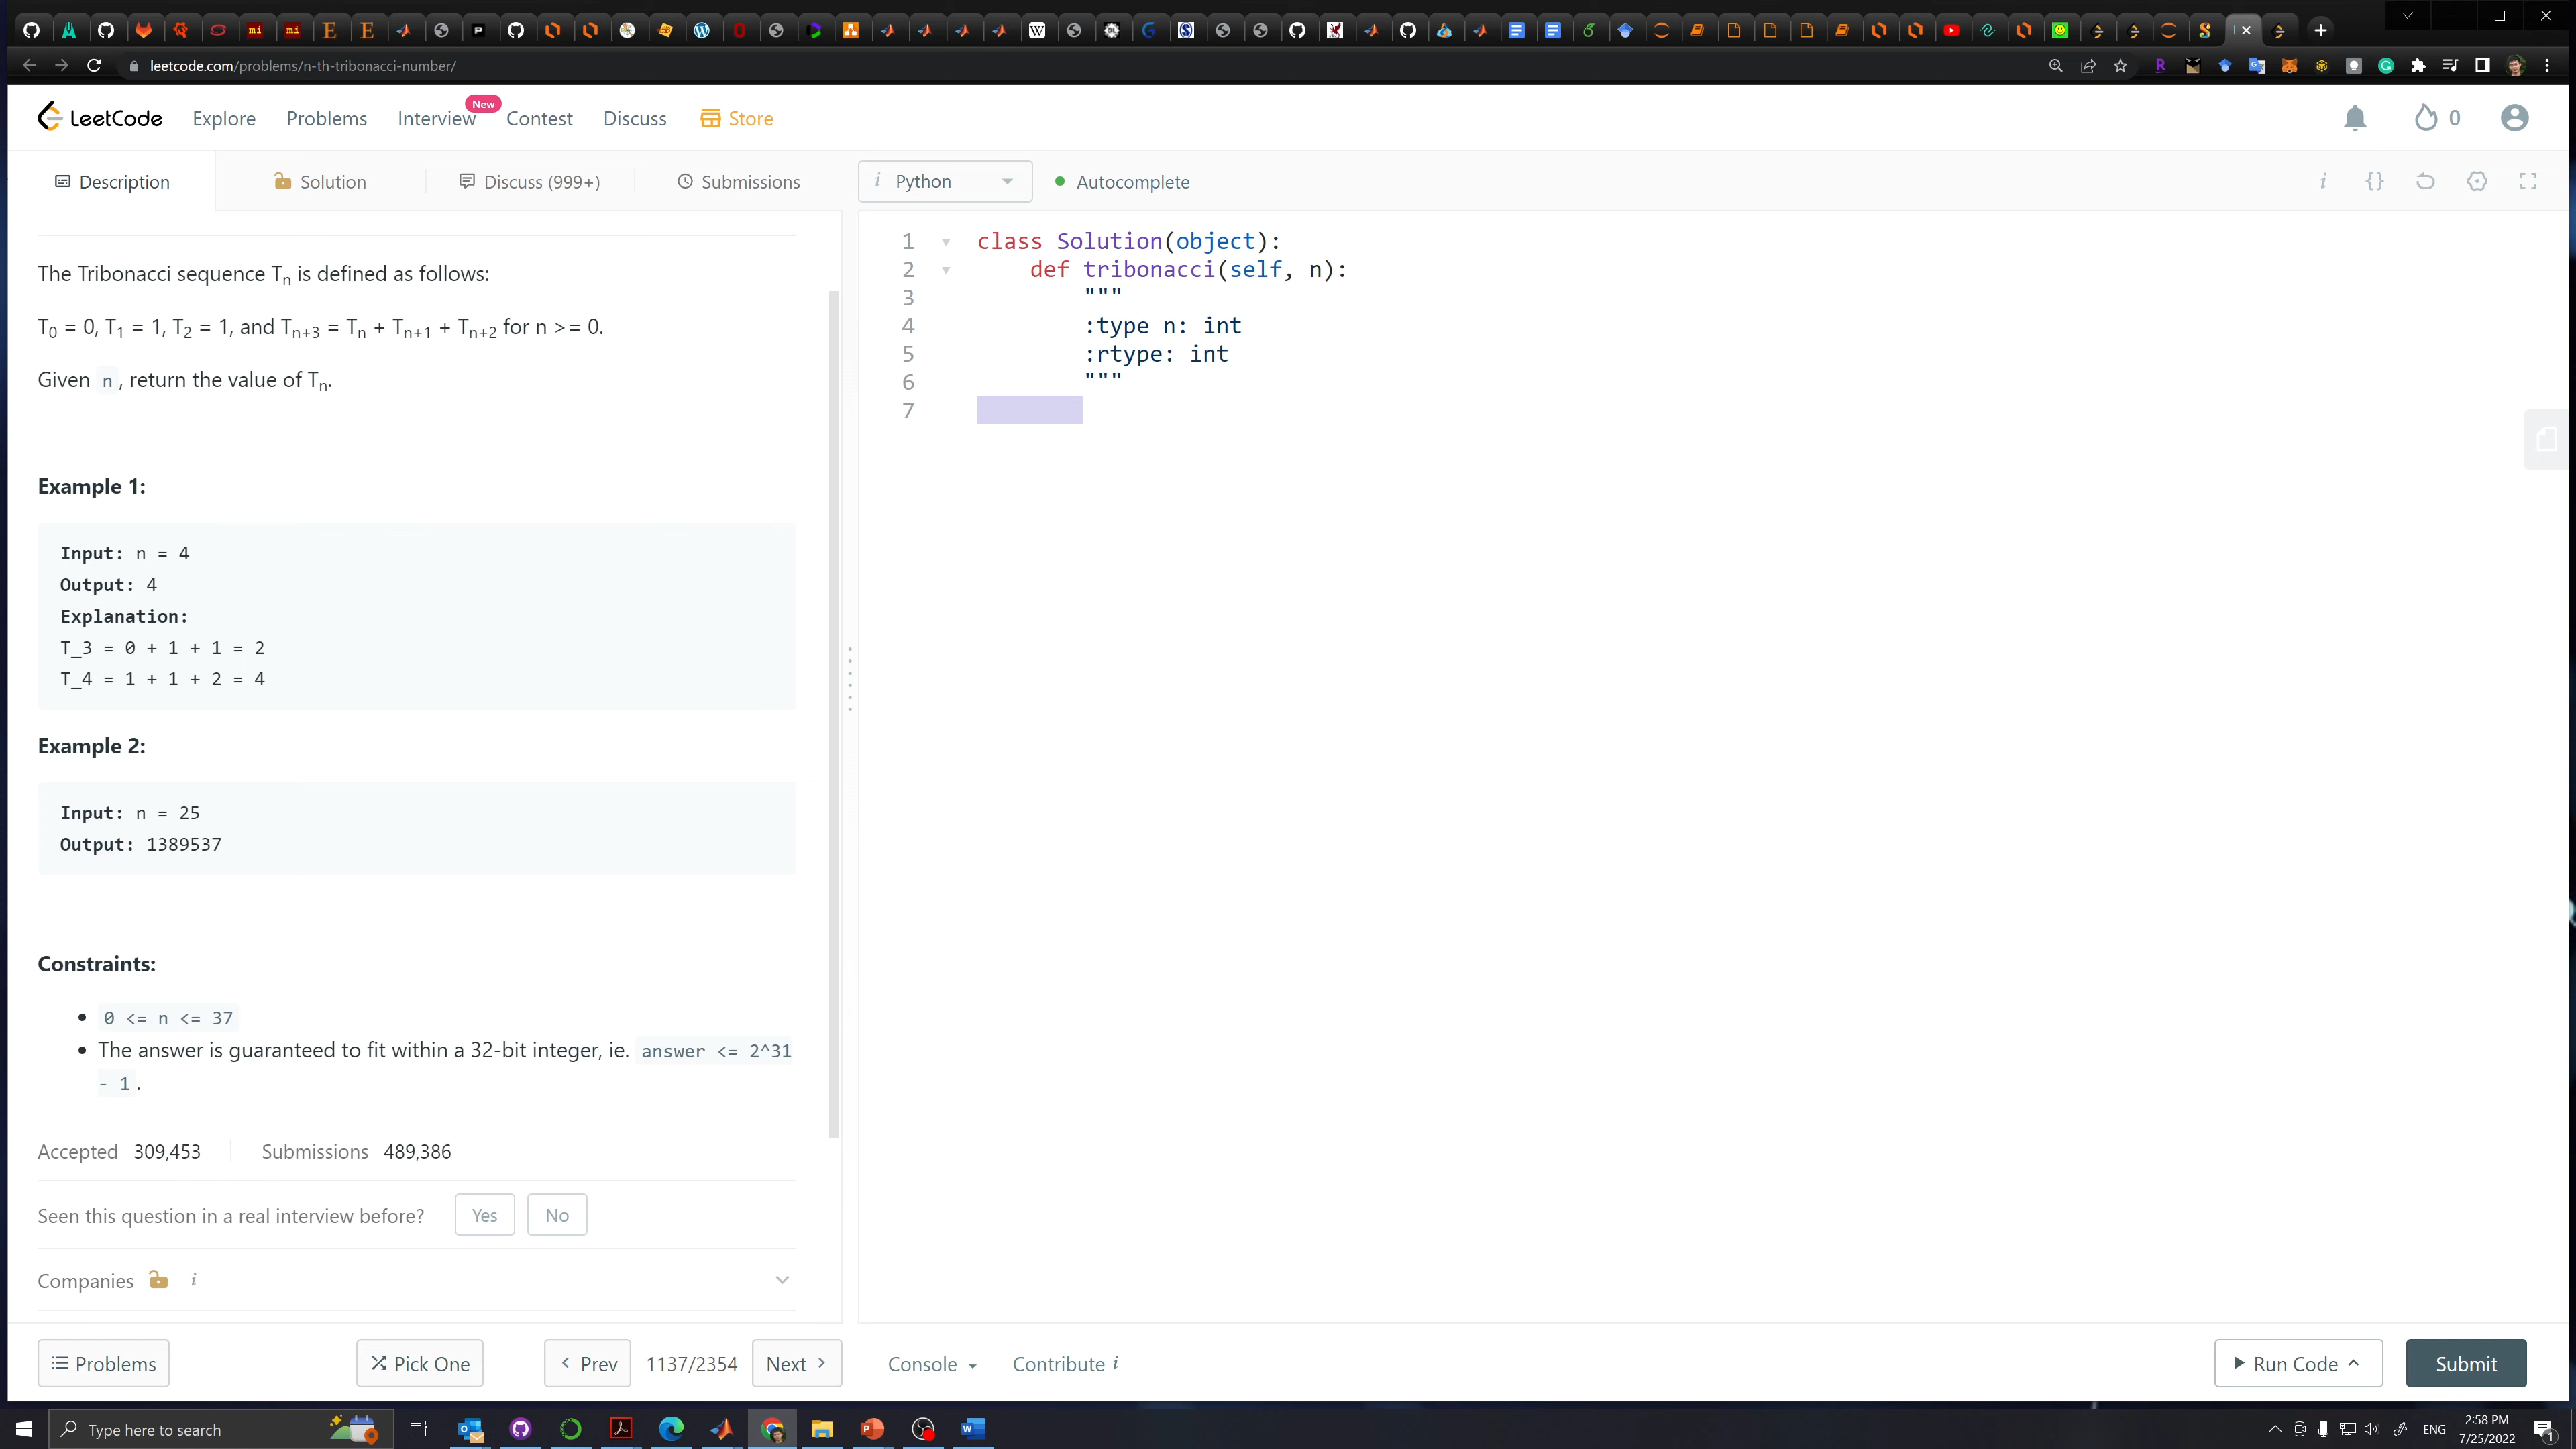 leetcode.com/problems/n-th-tribonacci-number/
LeetCode
Explore
Problems
Interview
New
Contest
Discuss
Store
0
Description
Solution
Discuss (999+)
Submissions
i Python
Autocomplete
The Tribonacci sequence Tn is defined as follows:
T0 = 0, T1 = 1, T2 = 1, and Tn+3 = Tn + Tn+1 + Tn+2 for n >= 0.
Given n, return the value of Tn.
Example 1:
Input: n = 4
Output: 4
Explanation:
T_3 = 0 + 1 + 1 = 2
T_4 = 1 + 1 + 2 = 4
Example 2:
Input: n = 25
Output: 1389537
Constraints:
0 <= n <= 37
The answer is guaranteed to fit within a 32-bit integer, ie. answer <= 2^31
- 1.
Accepted 309,453 Submissions 489,386
Seen this question in a real interview before? Yes No
Companies i
1 class Solution(object):
2 def tribonacci(self, n):
3 """
4 :type n: int
5 :rtype: int
6 """
7
Problems
Pick One
Prev
1137/2354
Next
Console
Contribute i
Run Code
Submit
Type here to search
ENG
2:58 PM
7/25/2022
1